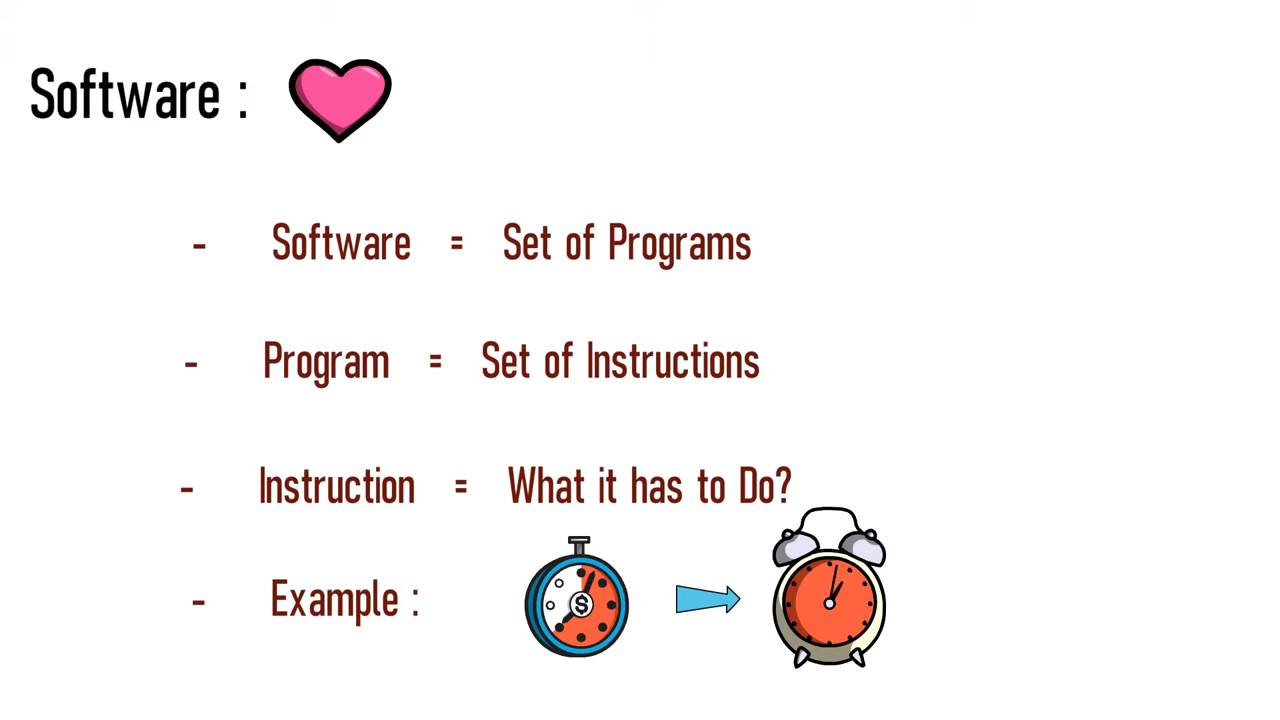 Software :
- Software = Set of Programs
- Program = Set of Instructions
- Instruction = What it has to Do?
- Example :
$